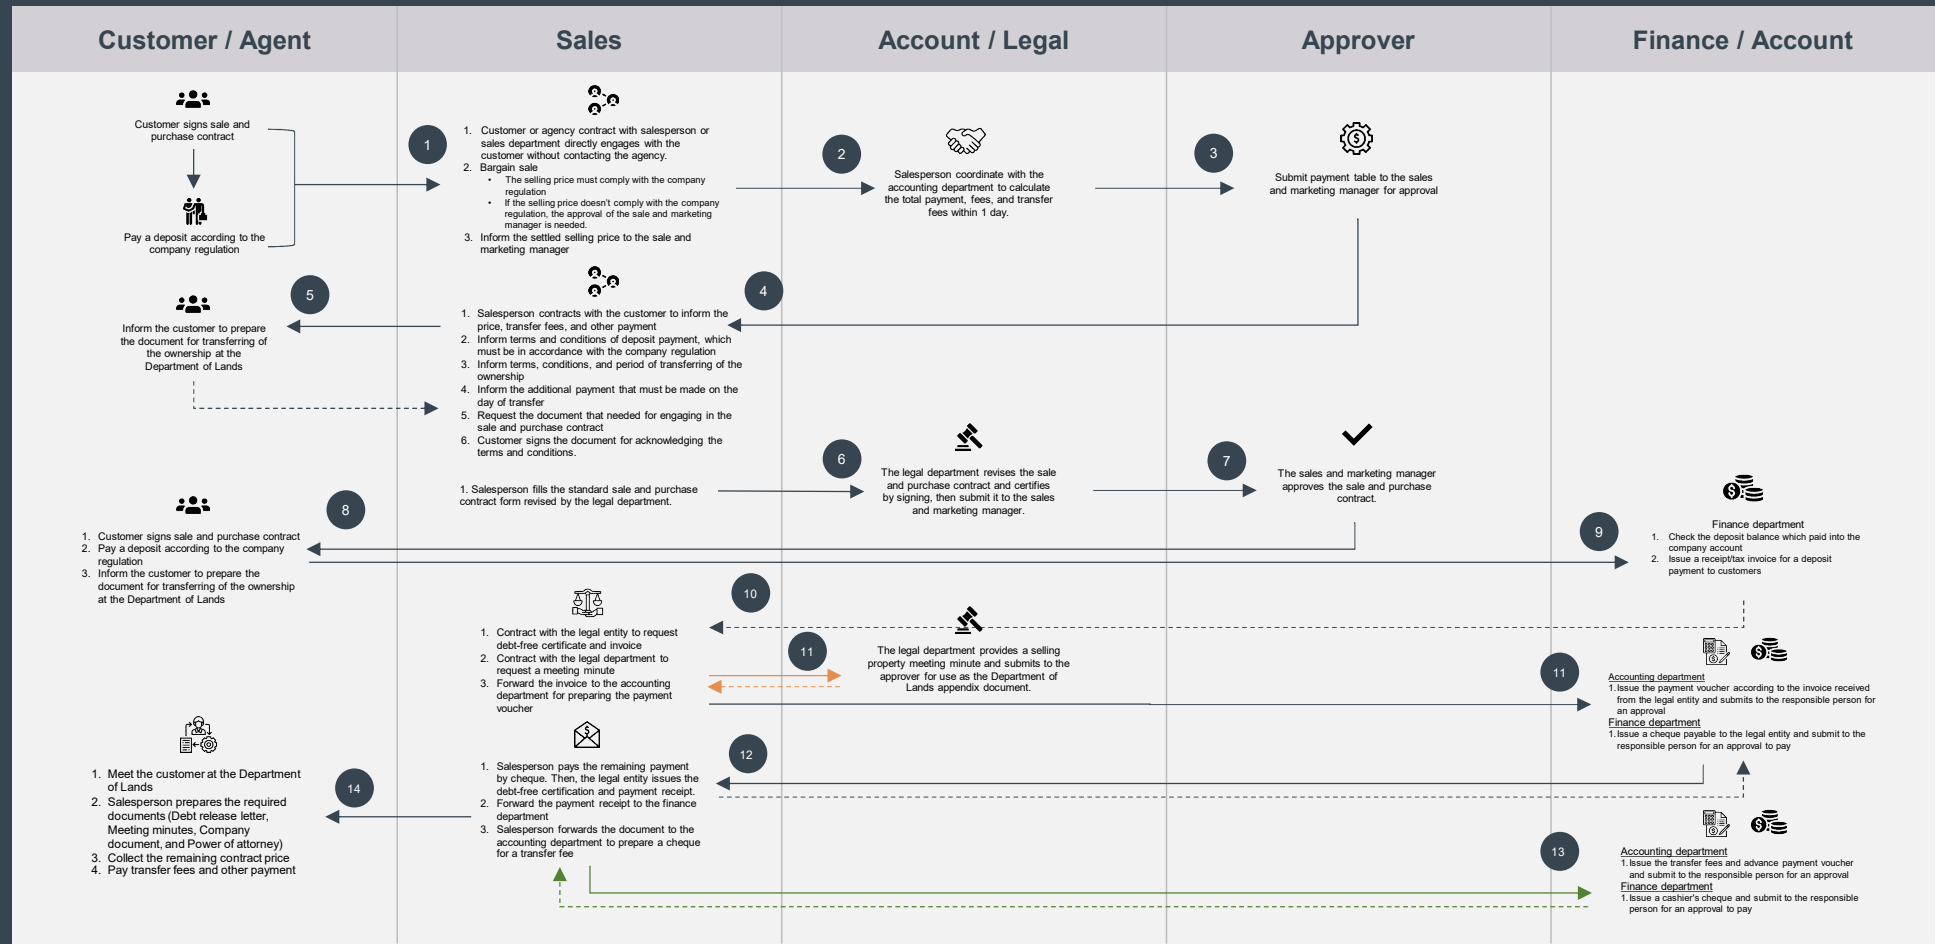 Customer / Agent
Sales
Account / Legal
Approver
Finance / Account
Customer signs sale and
purchase contract
Pay a deposit according to the
company regulation
1
1. Customer or agency contract with salesperson or
sales department directly engages with the
customer without contacting the agency.
2. Bargain sale
• The selling price must comply with the company
regulation
• If the selling price doesn't comply with the company
regulation, the approval of the sale and marketing
manager is needed.
3. Inform the settled selling price to the sale and
marketing manager
2
Salesperson coordinate with the
accounting department to calculate
the total payment, fees, and transfer
fees within 1 day.
3
Submit payment table to the sales
and marketing manager for approval
4
1. Salesperson contracts with the customer to inform the
price, transfer fees, and other payment
2. Inform terms and conditions of deposit payment, which
must be in accordance with the company regulation
3. Inform terms, conditions, and period of transferring of the
ownership
4. Inform the additional payment that must be made on the
day of transfer
5. Request the document that needed for engaging in the
sale and purchase contract
6. Customer signs the document for acknowledging the
terms and conditions.
5
Inform the customer to prepare
the document for transferring of
the ownership at the
Department of Lands
1. Salesperson fills the standard sale and purchase
contract form revised by the legal department.
6
The legal department revises the sale
and purchase contract and certifies
by signing, then submit it to the sales
and marketing manager.
7
The sales and marketing manager
approves the sale and purchase
contract.
8
1. Customer signs sale and purchase contract
2. Pay a deposit according to the company
regulation
3. Inform the customer to prepare the
document for transferring of the ownership
at the Department of Lands
9
Finance department
1. Check the deposit balance which paid into the
company account
2. Issue a receipt/tax invoice for a deposit
payment to customers
10
1. Contract with the legal entity to request
debt-free certificate and invoice
2. Contract with the legal department to
request a meeting minute
3. Forward the invoice to the accounting
department for preparing the payment
voucher
11
The legal department provides a selling
property meeting minute and submits to the
approver for use as the Department of
Lands appendix document.
11
Accounting department
1. Issue the payment voucher according to the invoice received
from the legal entity and submits to the responsible person for
an approval
Finance department
1. Issue a cheque payable to the legal entity and submit to the
responsible person for an approval to pay
12
1. Salesperson pays the remaining payment
by cheque. Then, the legal entity issues the
debt-free certification and payment receipt.
2. Forward the payment receipt to the finance
department
3. Salesperson forwards the document to the
accounting department to prepare a cheque
for a transfer fee
13
Accounting department
1. Issue the transfer fees and advance payment voucher
and submit to the responsible person for an approval
Finance department
1. Issue a cashier's cheque and submit to the responsible
person for an approval to pay
14
1. Meet the customer at the Department
of Lands
2. Salesperson prepares the required
documents (Debt release letter,
Meeting minutes, Company
document, and Power of attorney)
3. Collect the remaining contract price
4. Pay transfer fees and other payment